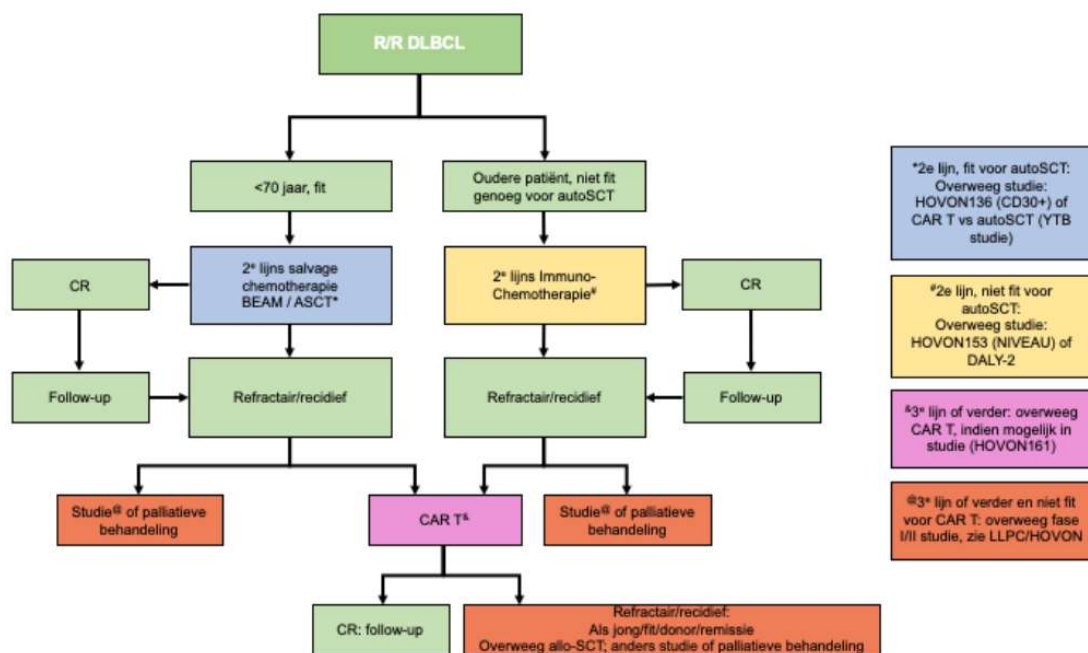 R/R DLBCL
<70 jaar, fit
Oudere patiënt, niet fit
genoeg voor autoSCT
CR
2ᵉ lijns salvage
chemotherapie
BEAM / ASCT*
2ᵉ lijns Immuno-
Chemotherapie#
CR
Follow-up
Refractair/recidief
Refractair/recidief
Follow-up
Studie@ of palliatieve
behandeling
CAR T&
Studie@ of palliatieve
behandeling
CR: follow-up
Refractair/recidief:
Als jong/fit/donor/remissie
Overweeg allo-SCT; anders studie of palliatieve behandeling
*2e lijn, fit voor autoSCT:
Overweeg studie:
HOVON136 (CD30+) of
CAR T vs autoSCT (YTB
studie)
#2e lijn, niet fit voor
autoSCT:
Overweeg studie:
HOVON153 (NIVEAU) of
DALY-2
&3ᵉ lijn of verder: overweeg
CAR T, indien mogelijk in
studie (HOVON161)
@3ᵉ lijn of verder en niet fit
voor CAR T: overweeg fase
I/II studie, zie LLPC/HOVON